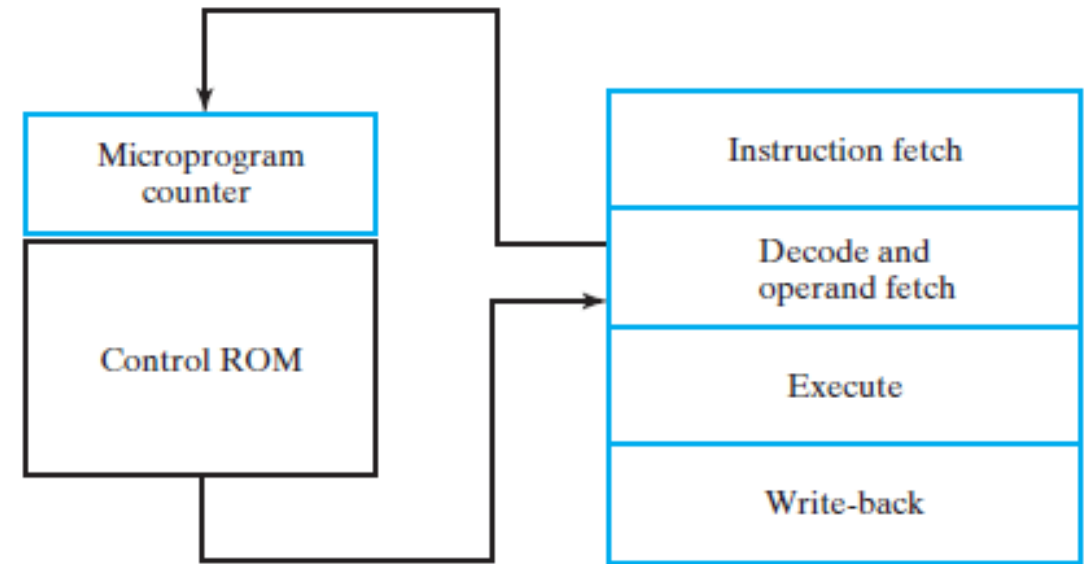 Microprogram
counter
Control ROM
Instruction fetch
Decode and
operand fetch
Execute
Write-back